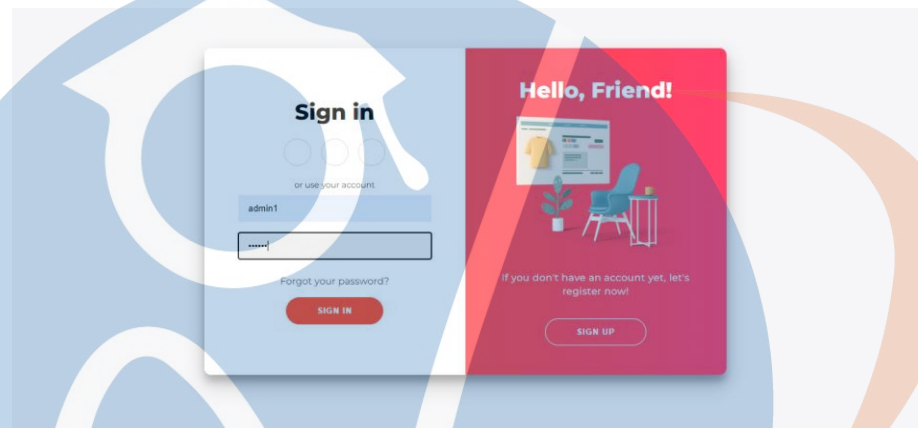 Sign in
or use your account
admin1
••••••
Forgot your password?
SIGN IN
Hello, Friend!
If you don't have an account yet, let's
register now!
SIGN UP